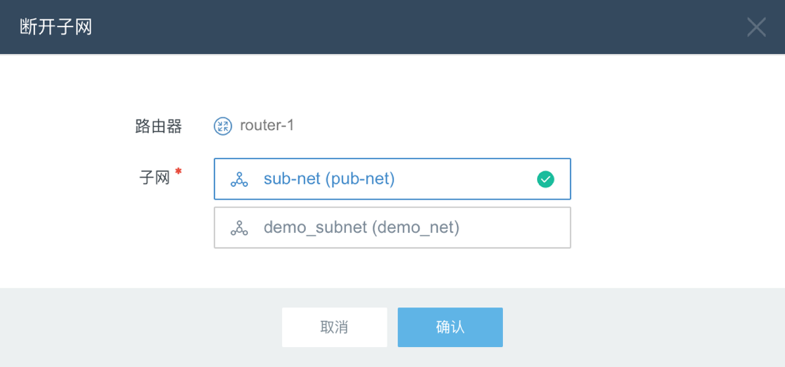 断开子网
路由器 router-1
子网 * sub-net (pub-net)
demo_subnet (demo_net)
取消 确认